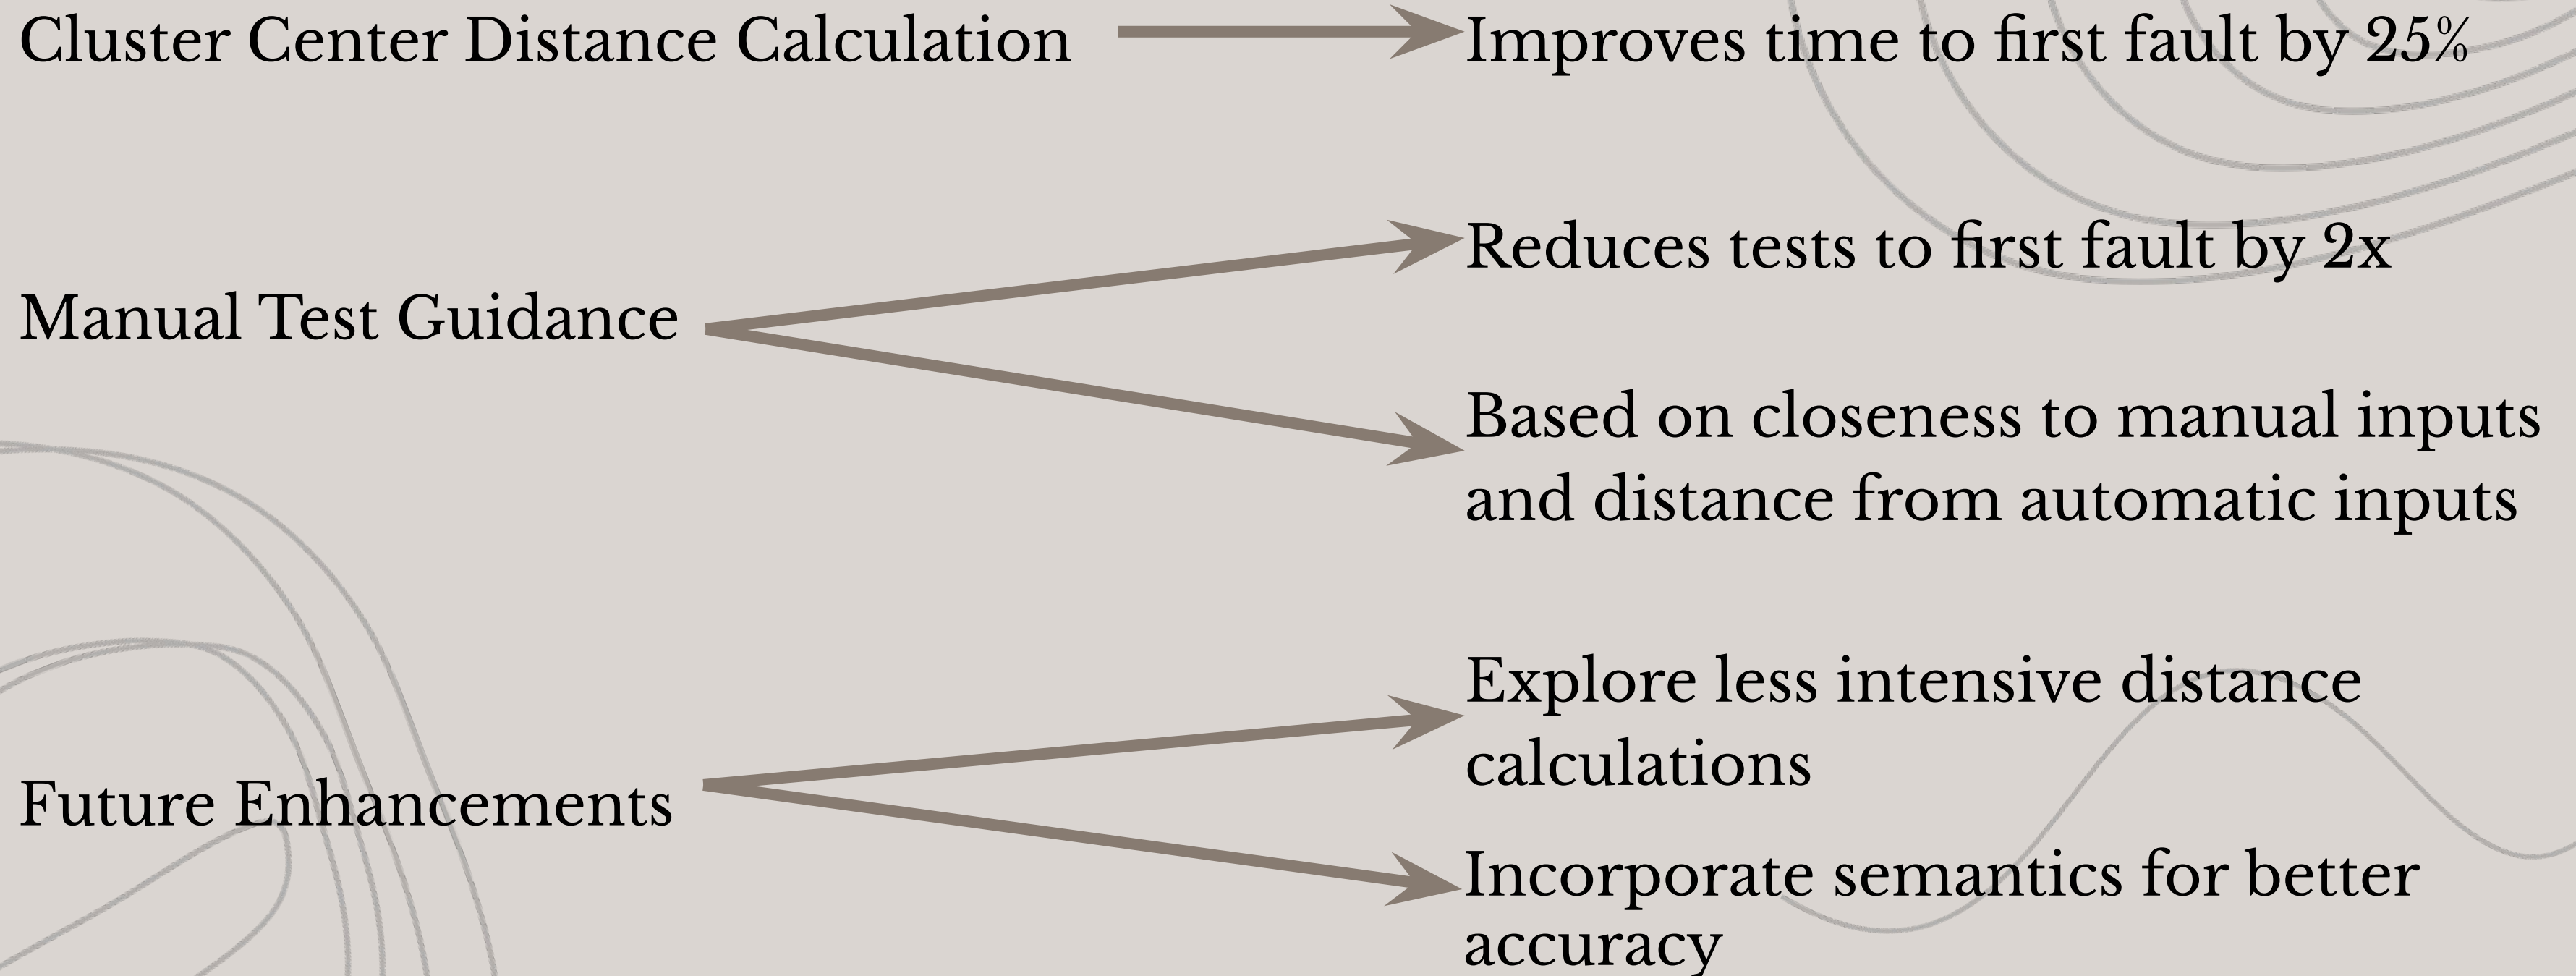 Cluster Center Distance Calculation
Improves time to first fault by 25%
Manual Test Guidance
Reduces tests to first fault by 2x
Based on closeness to manual inputs
and distance from automatic inputs
Future Enhancements
Explore less intensive distance
calculations
Incorporate semantics for better
accuracy